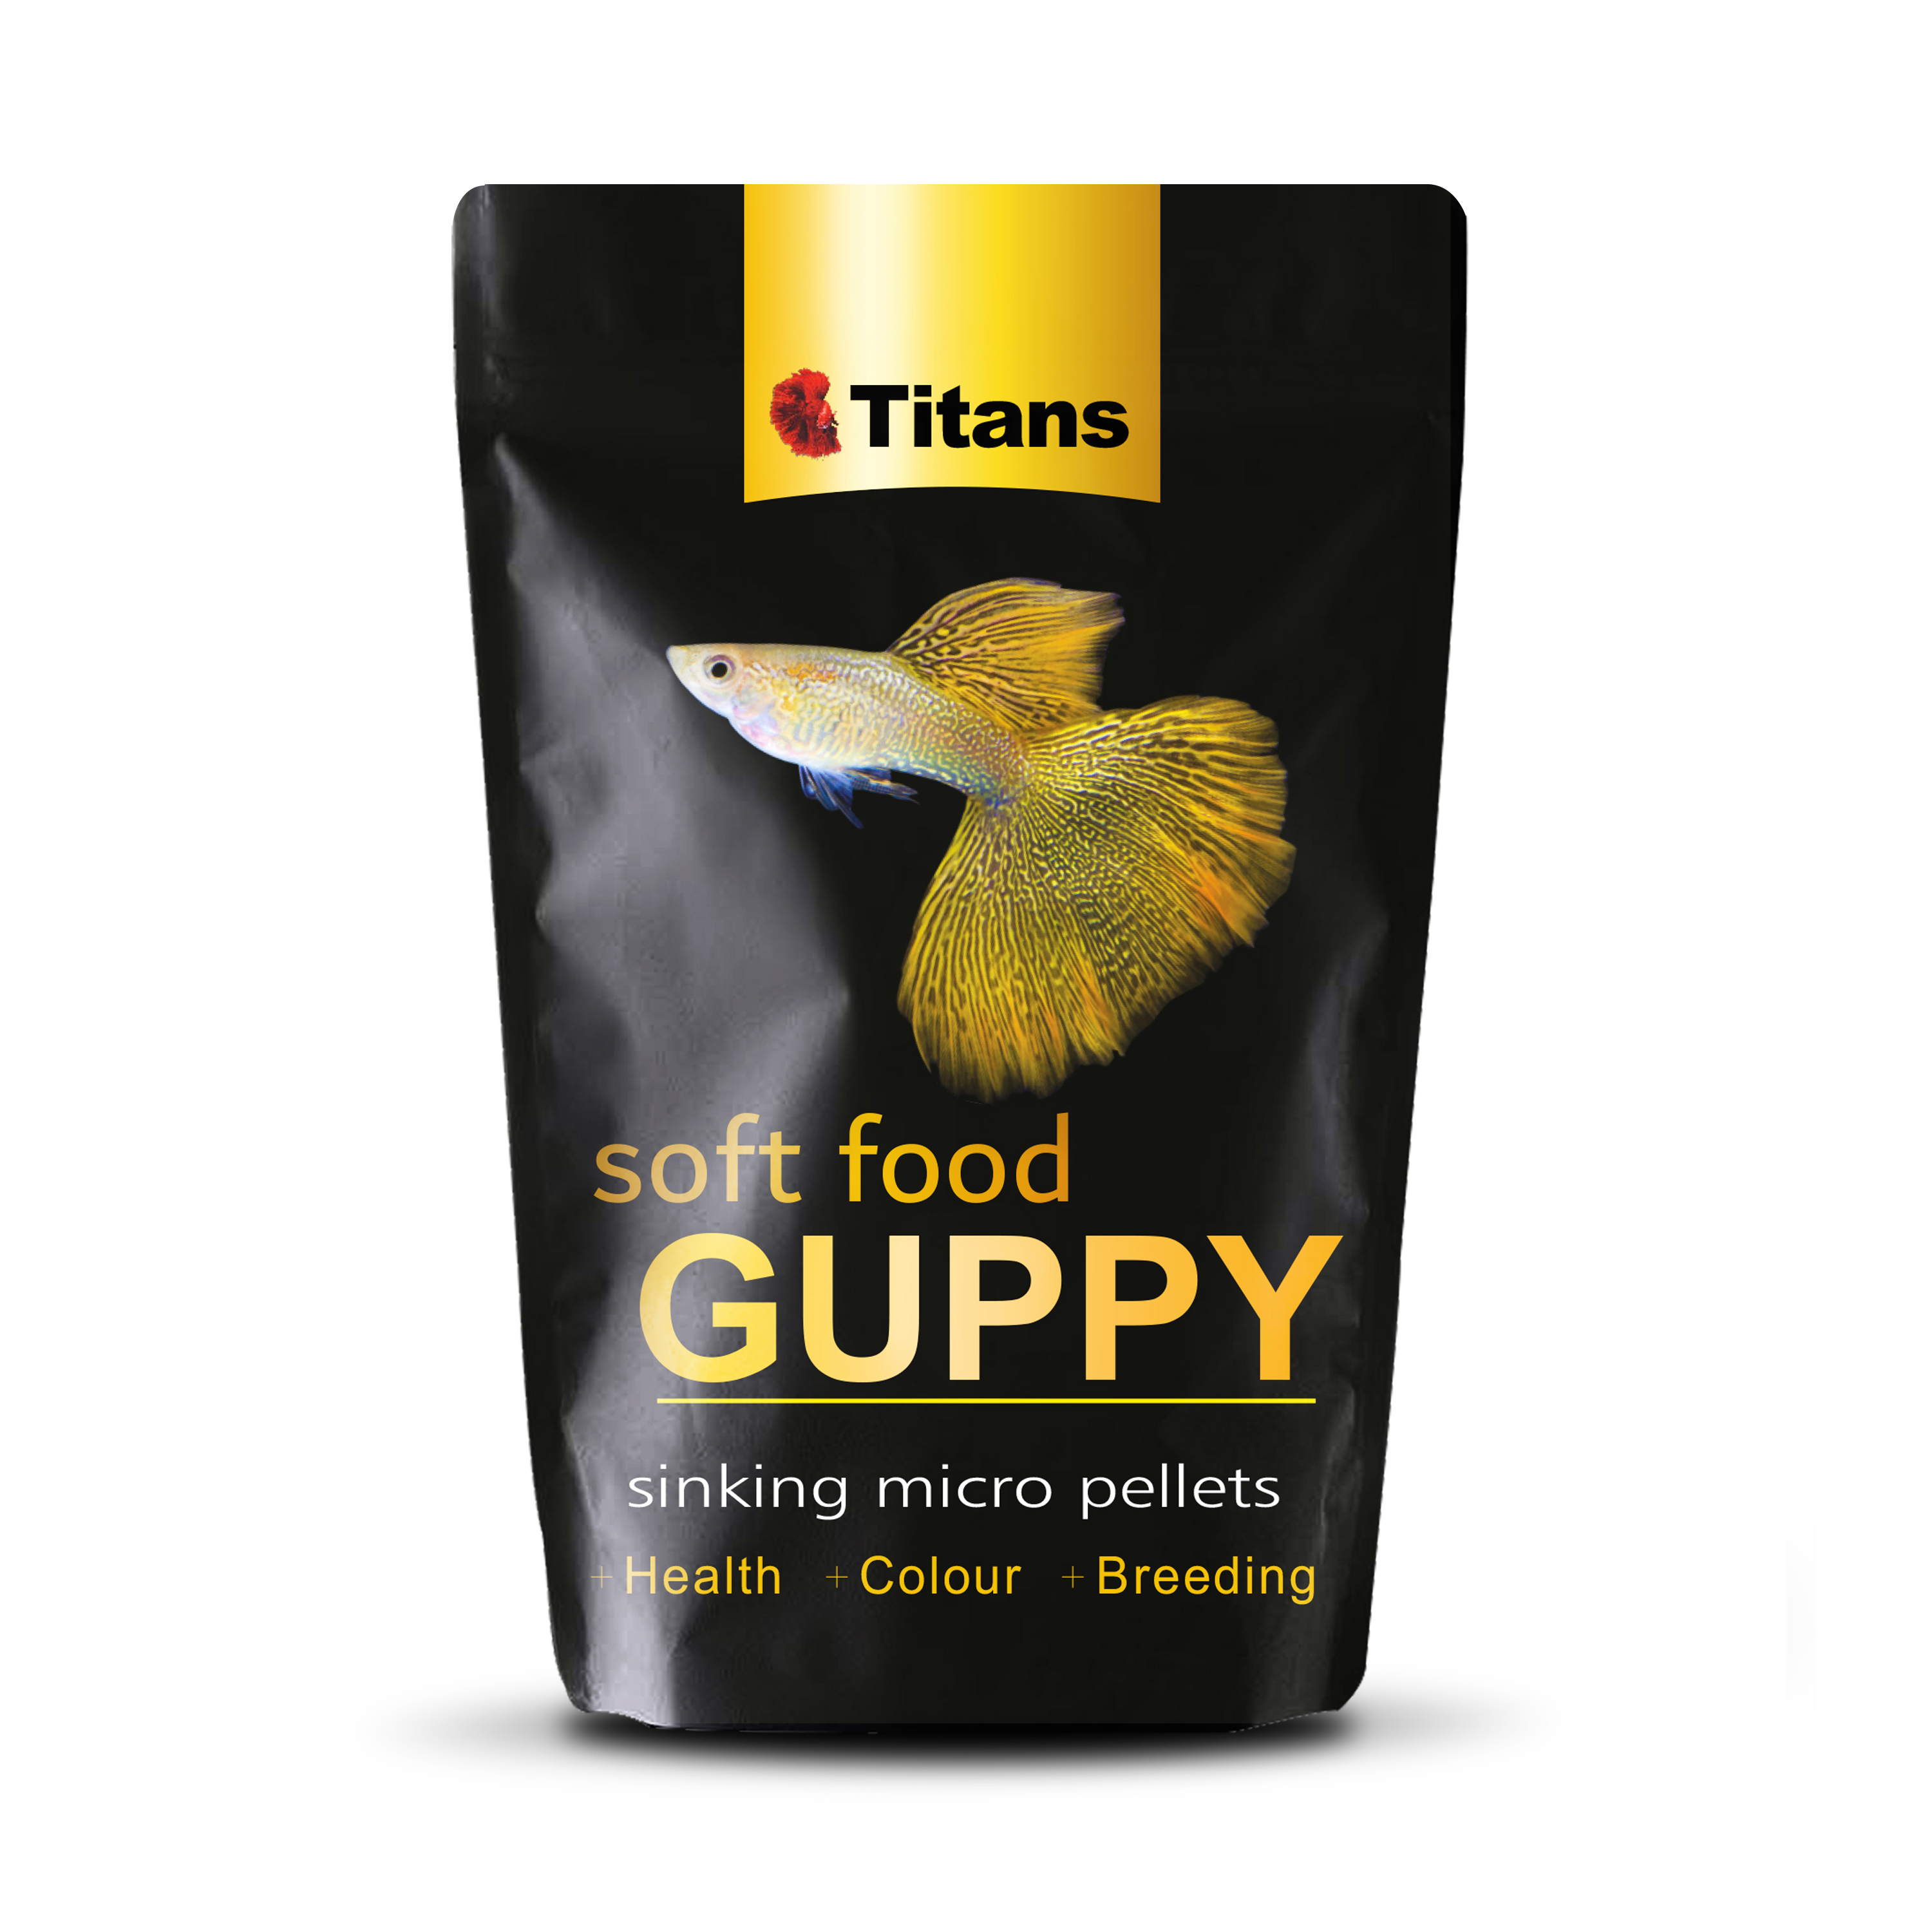 Titans
soft food
GUPPY
sinking micro pellets
+ Health + Colour + Breeding